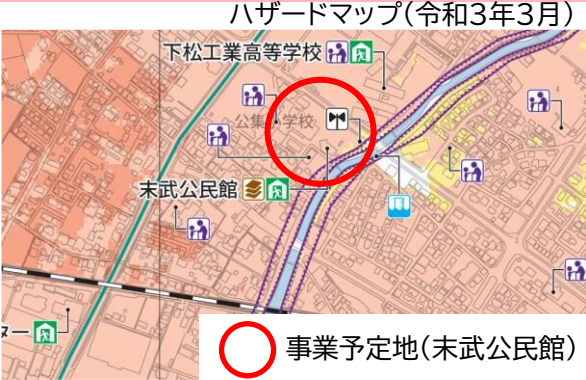 ハザードマップ(令和3年3月)
下松工業高等学校
公集小学校
末武公民館
ター
事業予定地(末武公民館)